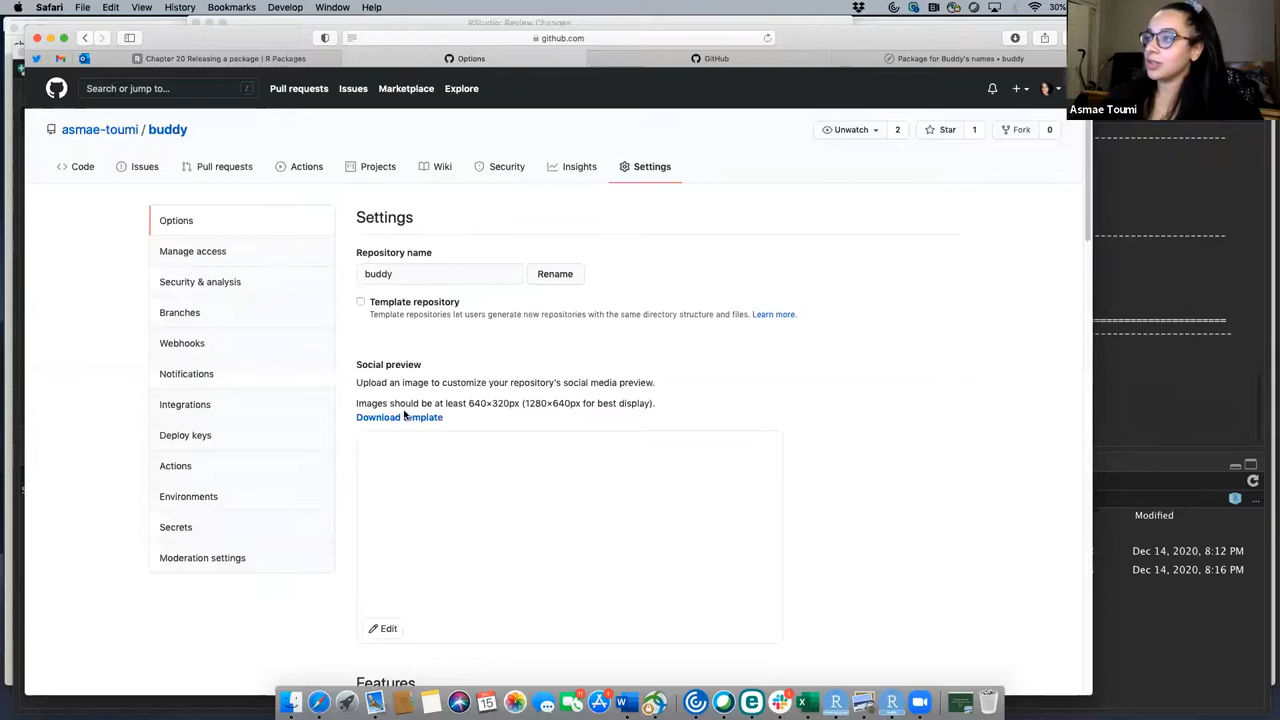 Safari File Edit View History Bookmarks Develop Window Help 30%
RStudio: Review Changes
github.com
Chapter 20 Releasing a package | R Packages Options GitHub Package for Buddy's names • buddy
Search or jump to... / Pull requests Issues Marketplace Explore
Asmae Toumi
asmae-toumi / buddy Unwatch 2 Star 1 Fork 0
Code Issues Pull requests Actions Projects Wiki Security Insights Settings
Options
Manage access
Security & analysis
Branches
Webhooks
Notifications
Integrations
Deploy keys
Actions
Environments
Secrets
Moderation settings
Settings
Repository name
buddy Rename
Template repository
Template repositories let users generate new repositories with the same directory structure and files. Learn more.
Social preview
Upload an image to customize your repository's social media preview.
Images should be at least 640×320px (1280×640px for best display).
Download template
Edit
Features
Modified
Dec 14, 2020, 8:12 PM
Dec 14, 2020, 8:16 PM